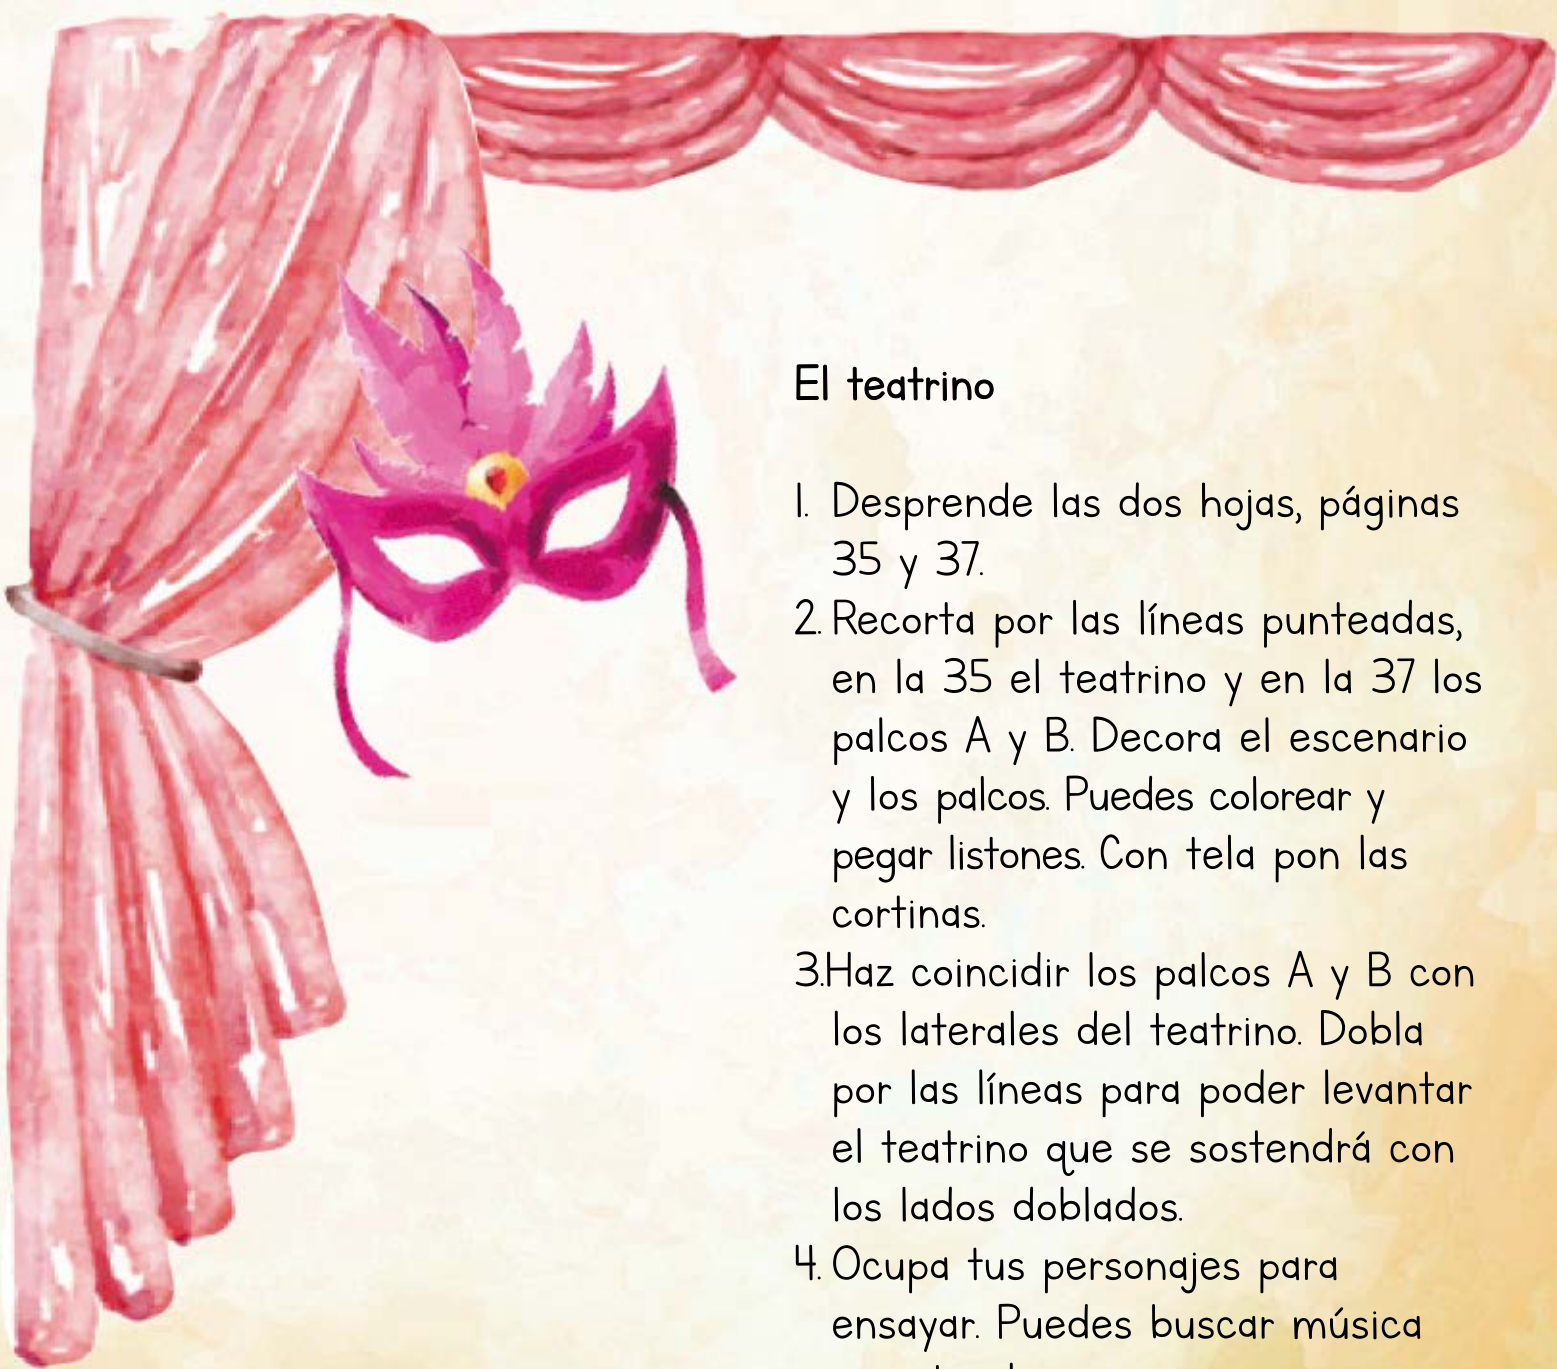 El teatrino
1. Desprende las dos hojas, páginas
35 y 37.
2. Recorta por las líneas punteadas,
en la 35 el teatrino y en la 37 los
palcos A y B. Decora el escenario
y los palcos. Puedes colorear y
pegar listones. Con tela pon las
cortinas.
3.Haz coincidir los palcos A y B con
los laterales del teatrino. Dobla
por las líneas para poder levantar
el teatrino que se sostendrá con
los lados doblados.
4. Ocupa tus personajes para
ensayar. Puedes buscar música